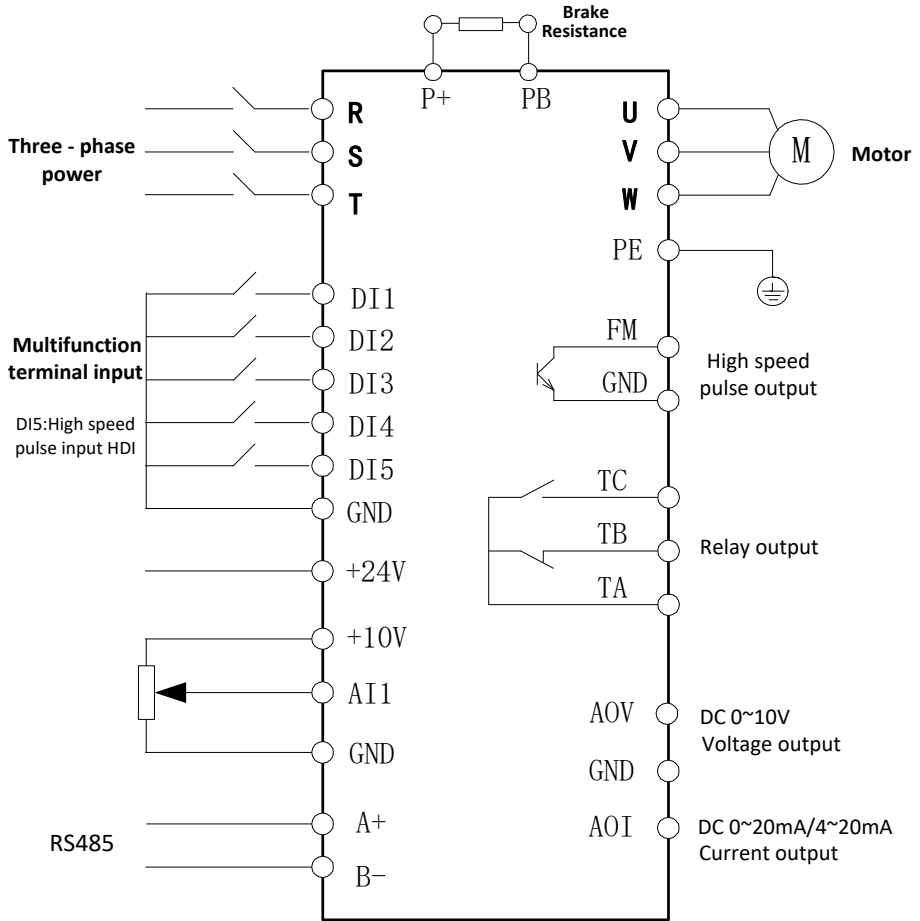 Brake
Resistance
P+ PB
Three - phase
power
R
S
T
U
V
W
M
Motor
PE
Multifunction
terminal input
DI5:High speed
pulse input HDI
DI1
DI2
DI3
DI4
DI5
GND
+24V
+10V
AI1
GND
RS485
A+
B-
FM
GND
High speed
pulse output
TC
TB
TA
Relay output
AOV
GND
AOI
DC 0~10V
Voltage output
DC 0~20mA/4~20mA
Current output